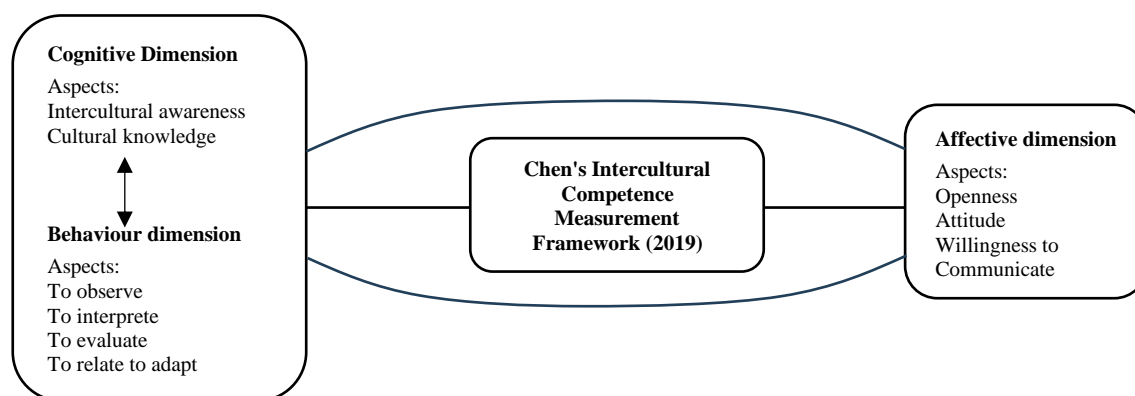 Cognitive Dimension
Aspects:
Intercultural awareness
Cultural knowledge
Behaviour dimension
Aspects:
To observe
To interprete
To evaluate
To relate to adapt
Chen's Intercultural
Competence
Measurement
Framework (2019)
Affective dimension
Aspects:
Openness
Attitude
Willingness to
Communicate